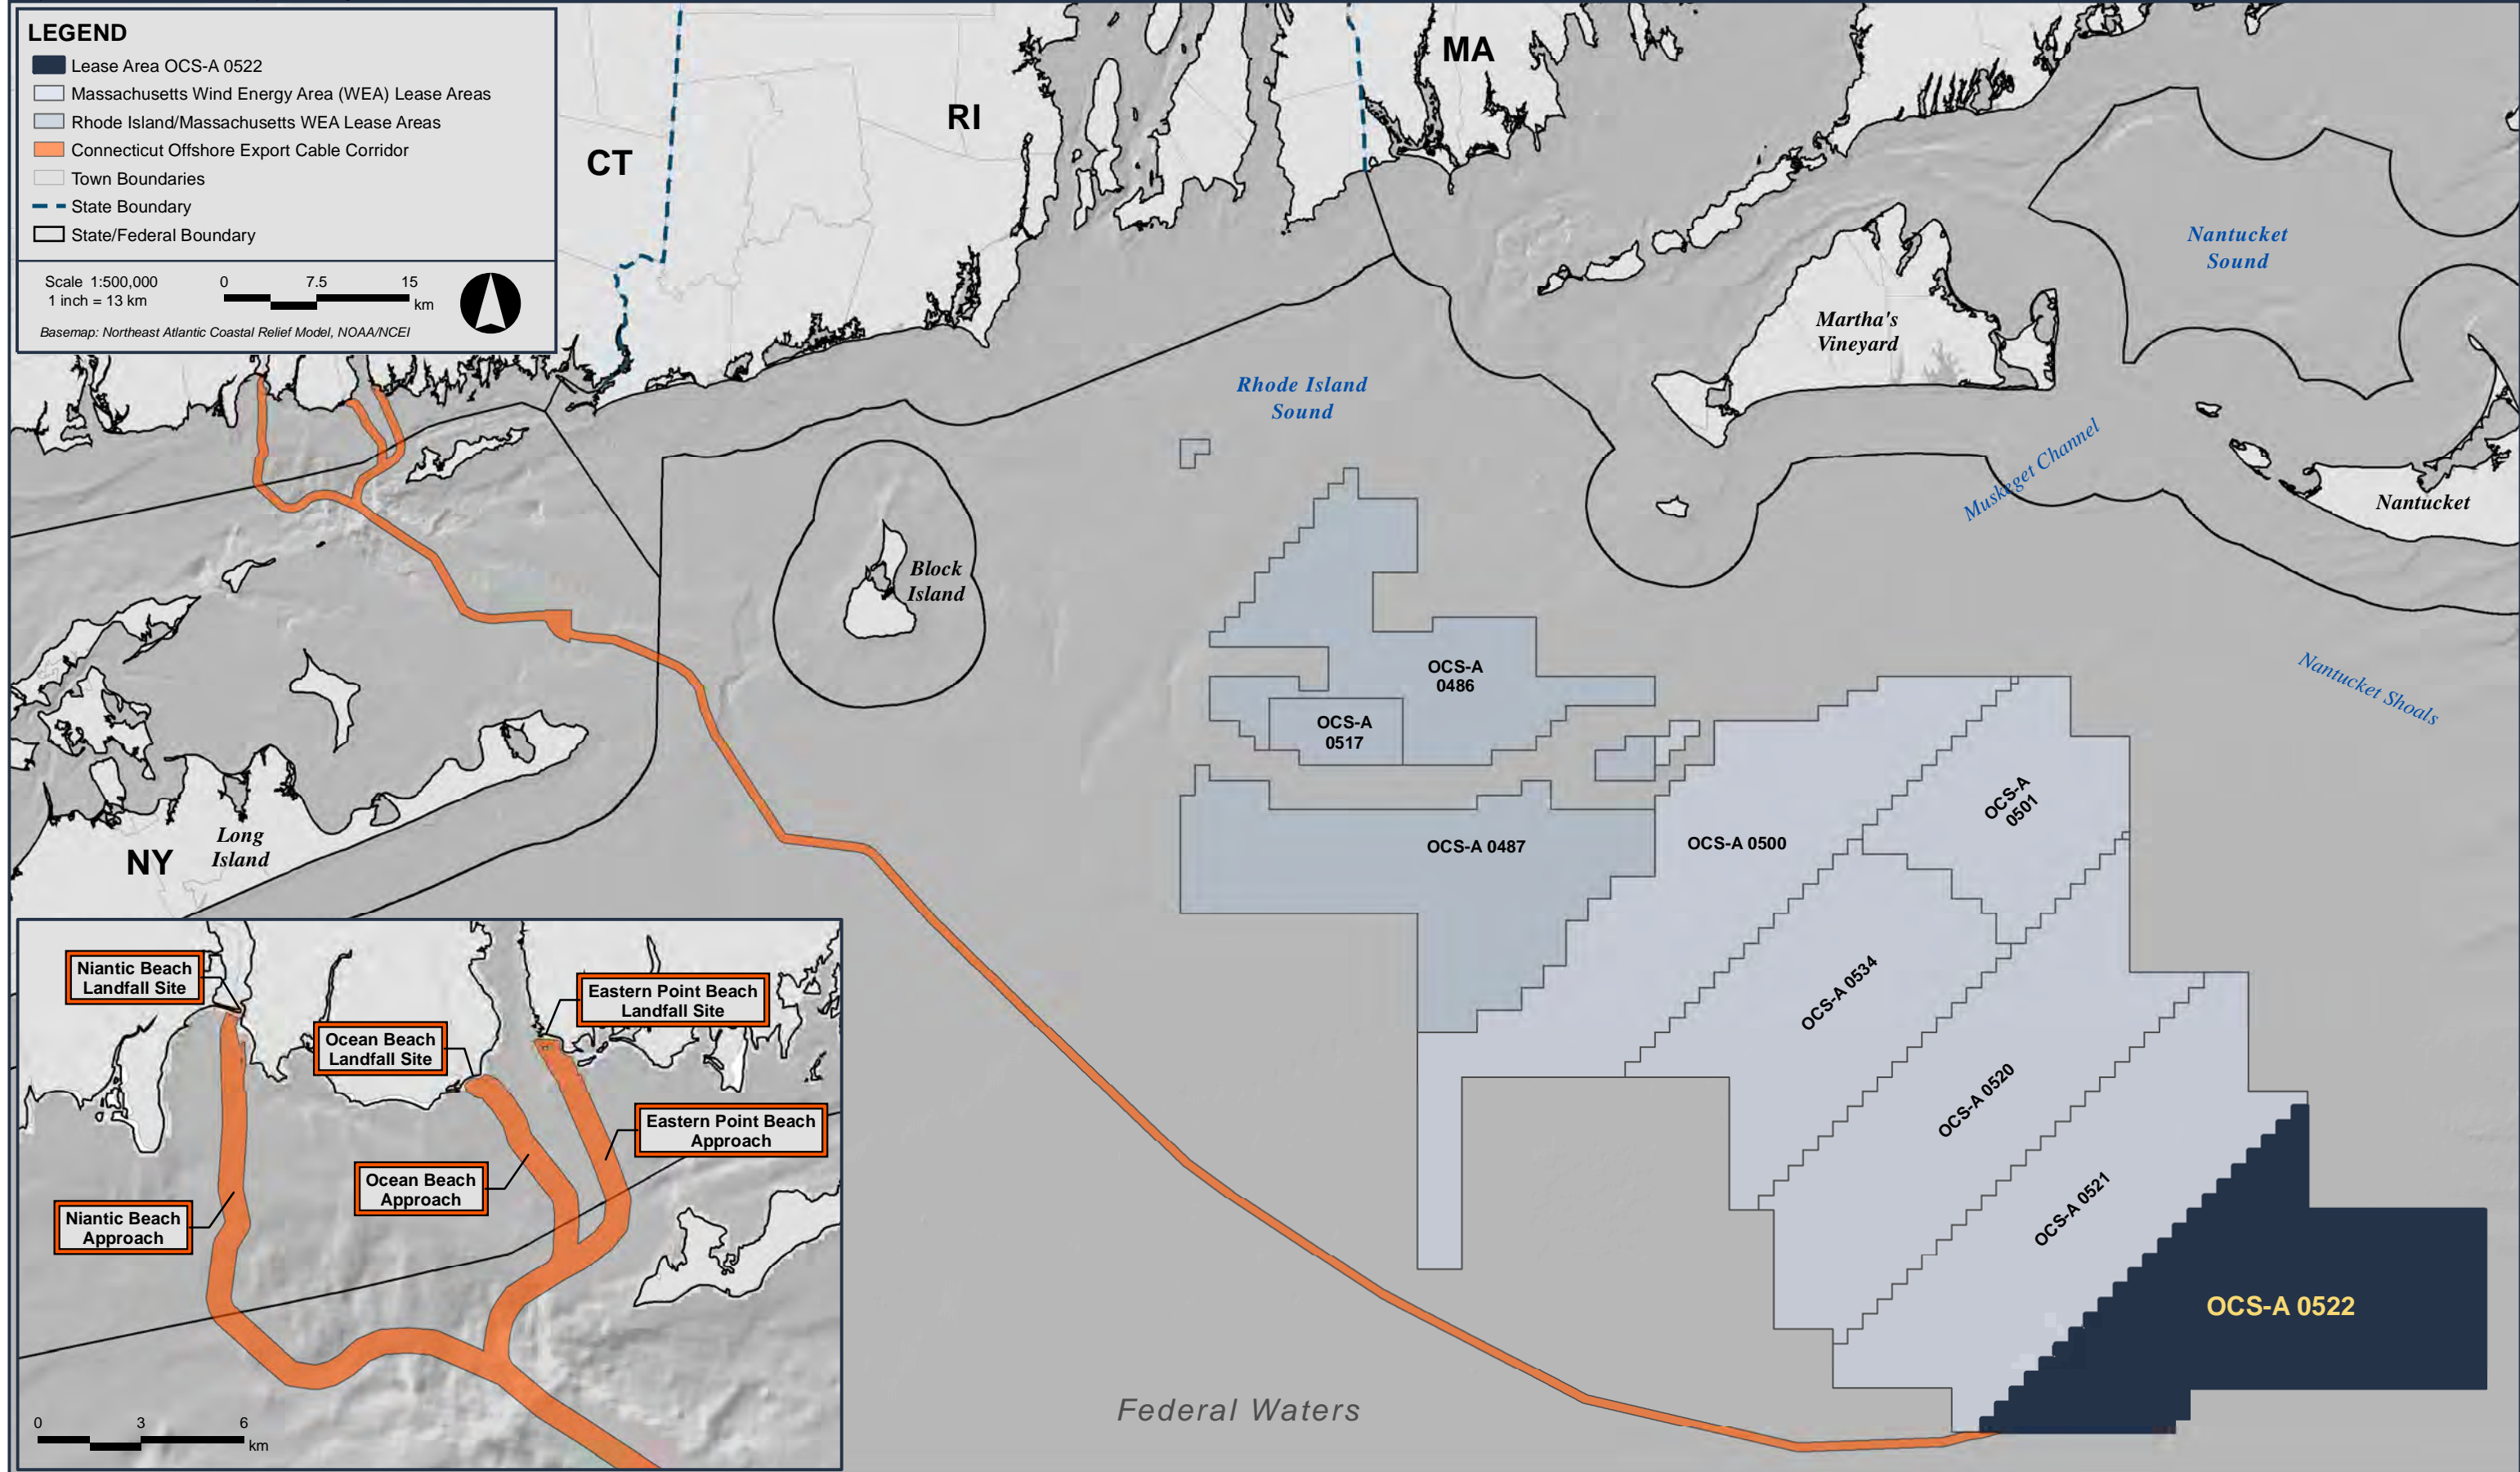 LEGEND
Lease Area OCS-A 0522
Massachusetts Wind Energy Area (WEA) Lease Areas
Rhode Island/Massachusetts WEA Lease Areas
Connecticut Offshore Export Cable Corridor
Town Boundaries
State Boundary
State/Federal Boundary
Scale 1:500,000
1 inch = 13 km
0 7.5 15
km
Basemap: Northeast Atlantic Coastal Relief Model, NOAA/NCEI
CT
RI
MA
Nantucket
Sound
Martha's
Vineyard
Rhode Island
Sound
Muskeget Channel
Nantucket
Block
Island
Nantucket Shoals
OCS-A
0486
OCS-A
0517
OCS-A
0501
OCS-A 0487
OCS-A 0500
Long
Island
NY
OCS-A 0534
OCS-A 0520
OCS-A 0521
OCS-A 0522
Federal Waters
Niantic Beach
Landfall Site
Eastern Point Beach
Landfall Site
Ocean Beach
Landfall Site
Eastern Point Beach
Approach
Ocean Beach
Approach
Niantic Beach
Approach
0 3 6
km